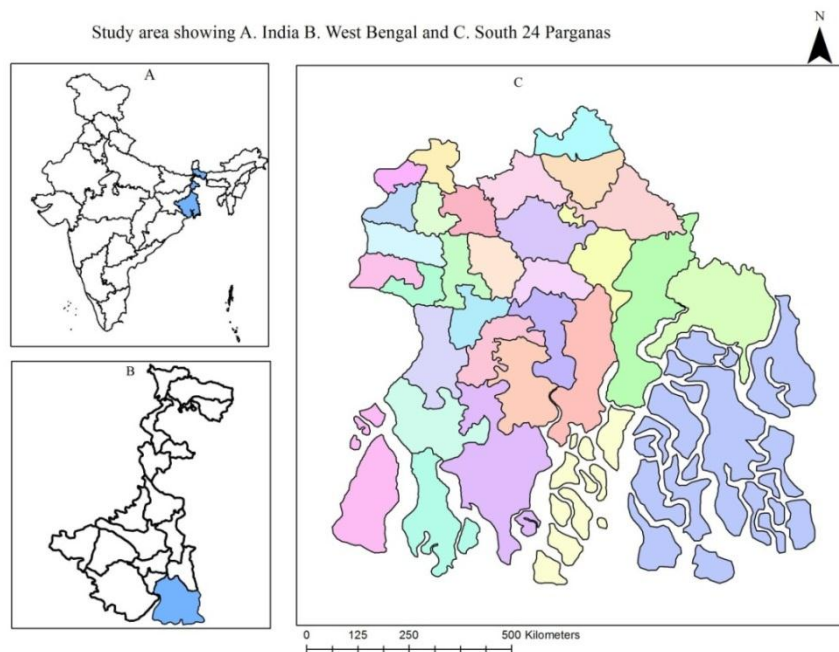 Study area showing A. India B. West Bengal and C. South 24 Parganas
N
A
C
B
0 125 250 500 Kilometers